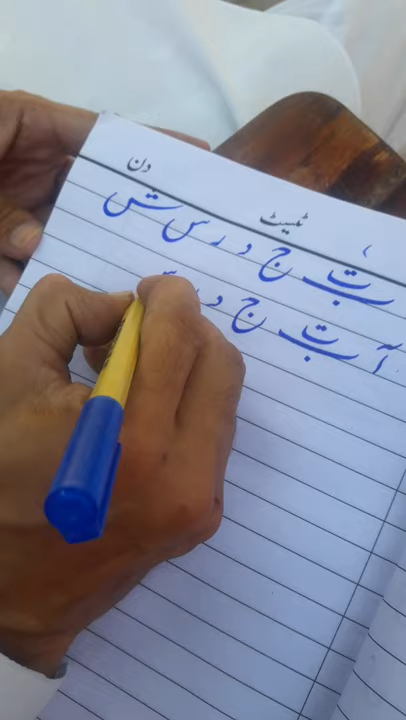 ٹیسٹ دن
ب ت ج د ر س ش
آ ب ت ج د ر